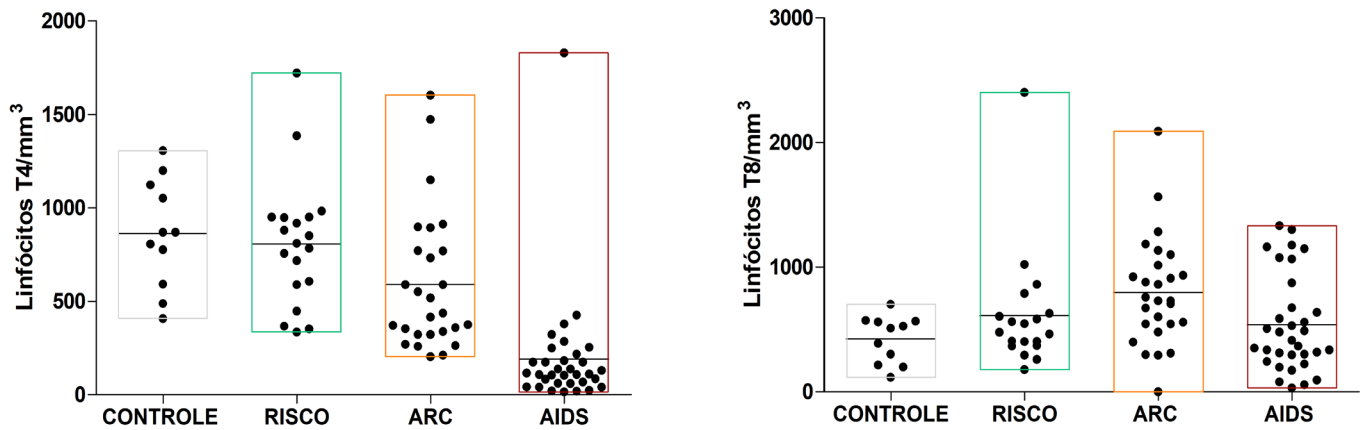 Linfócitos T4/mm³
2000
1500
1000
500
0
CONTROLE RISCO ARC AIDS
Linfócitos T8/mm³
3000
2000
1000
0
CONTROLE RISCO ARC AIDS